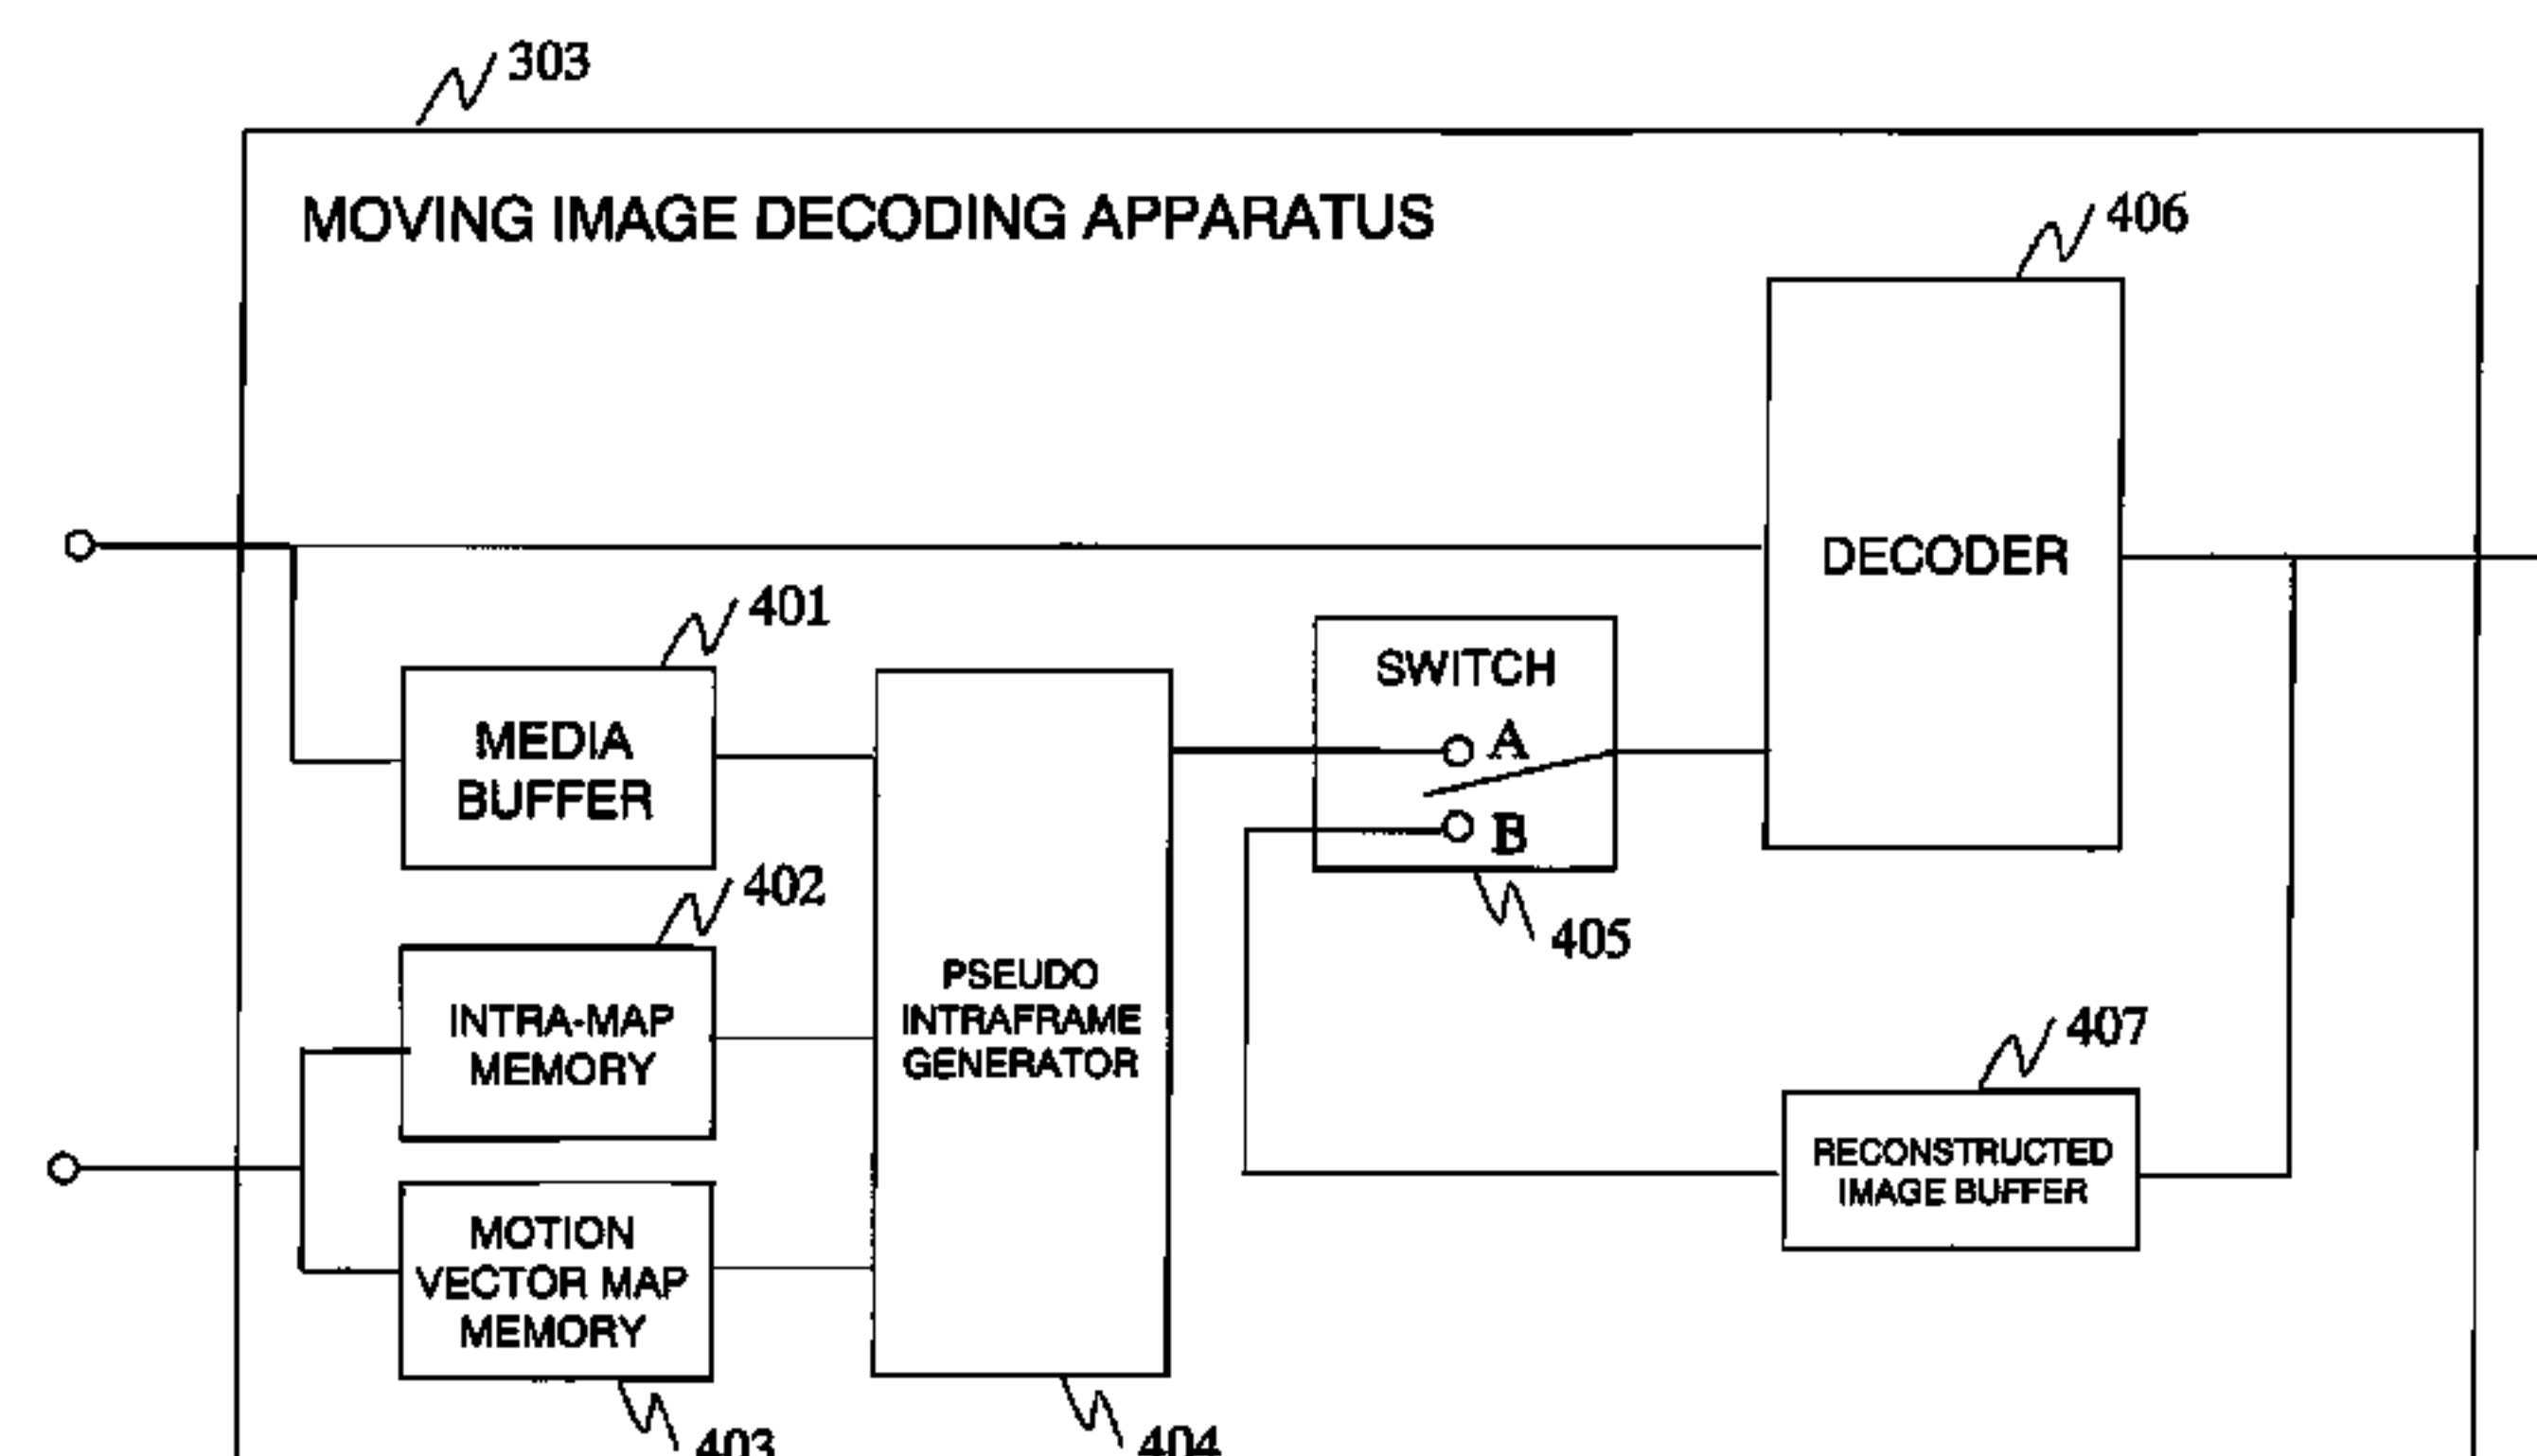 303
MOVING IMAGE DECODING APPARATUS
406
DECODER
401
MEDIA
BUFFER
SWITCH
A
B
405
402
INTRA-MAP
MEMORY
PSEUDO
INTRAFRAME
GENERATOR
407
RECONSTRUCTED
IMAGE BUFFER
MOTION
VECTOR MAP
MEMORY
403
404